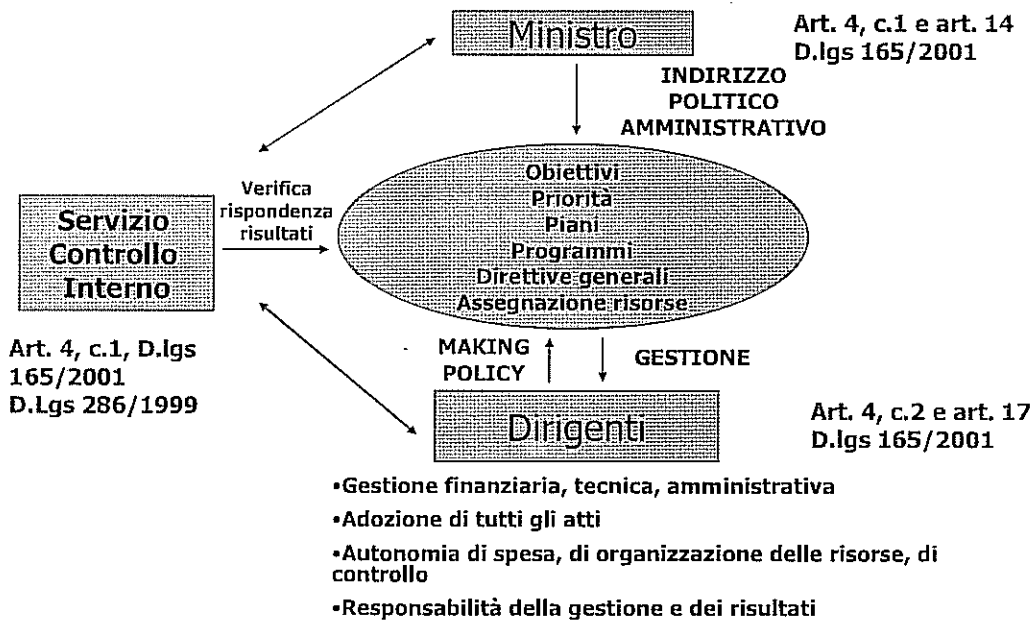 Ministro
Art. 4, c.1 e art. 14
D.lgs 165/2001
INDIRIZZO
POLITICO
AMMINISTRATIVO
Obiettivi
Priorità
Piani
Programmi
Direttive generali
Assegnazione risorse
Verifica
rispondenza
risultati
Servizio
Controllo
Interno
Art. 4, c.1, D.lgs
165/2001
D.Lgs 286/1999
MAKING
POLICY
GESTIONE
Dirigenti
Art. 4, c.2 e art. 17
D.lgs 165/2001
•Gestione finanziaria, tecnica, amministrativa
•Adozione di tutti gli atti
•Autonomia di spesa, di organizzazione delle risorse, di
controllo
•Responsabilità della gestione e dei risultati